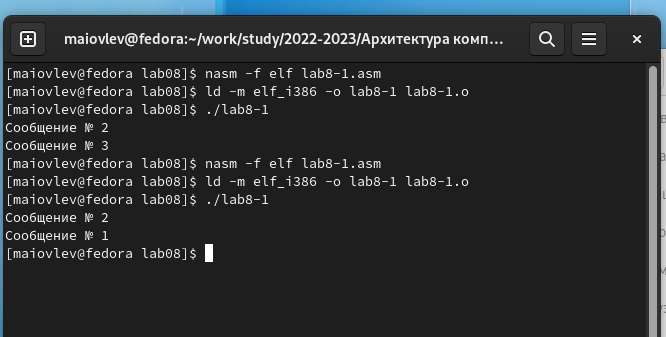 maiovlev@fedora:~/work/study/2022-2023/Архитектура комп…
[maiovlev@fedora lab08]$ nasm -f elf lab8-1.asm
[maiovlev@fedora lab08]$ ld -m elf_i386 -o lab8-1 lab8-1.o
[maiovlev@fedora lab08]$ ./lab8-1
Сообщение № 2
Сообщение № 3
[maiovlev@fedora lab08]$ nasm -f elf lab8-1.asm
[maiovlev@fedora lab08]$ ld -m elf_i386 -o lab8-1 lab8-1.o
[maiovlev@fedora lab08]$ ./lab8-1
Сообщение № 2
Сообщение № 1
[maiovlev@fedora lab08]$